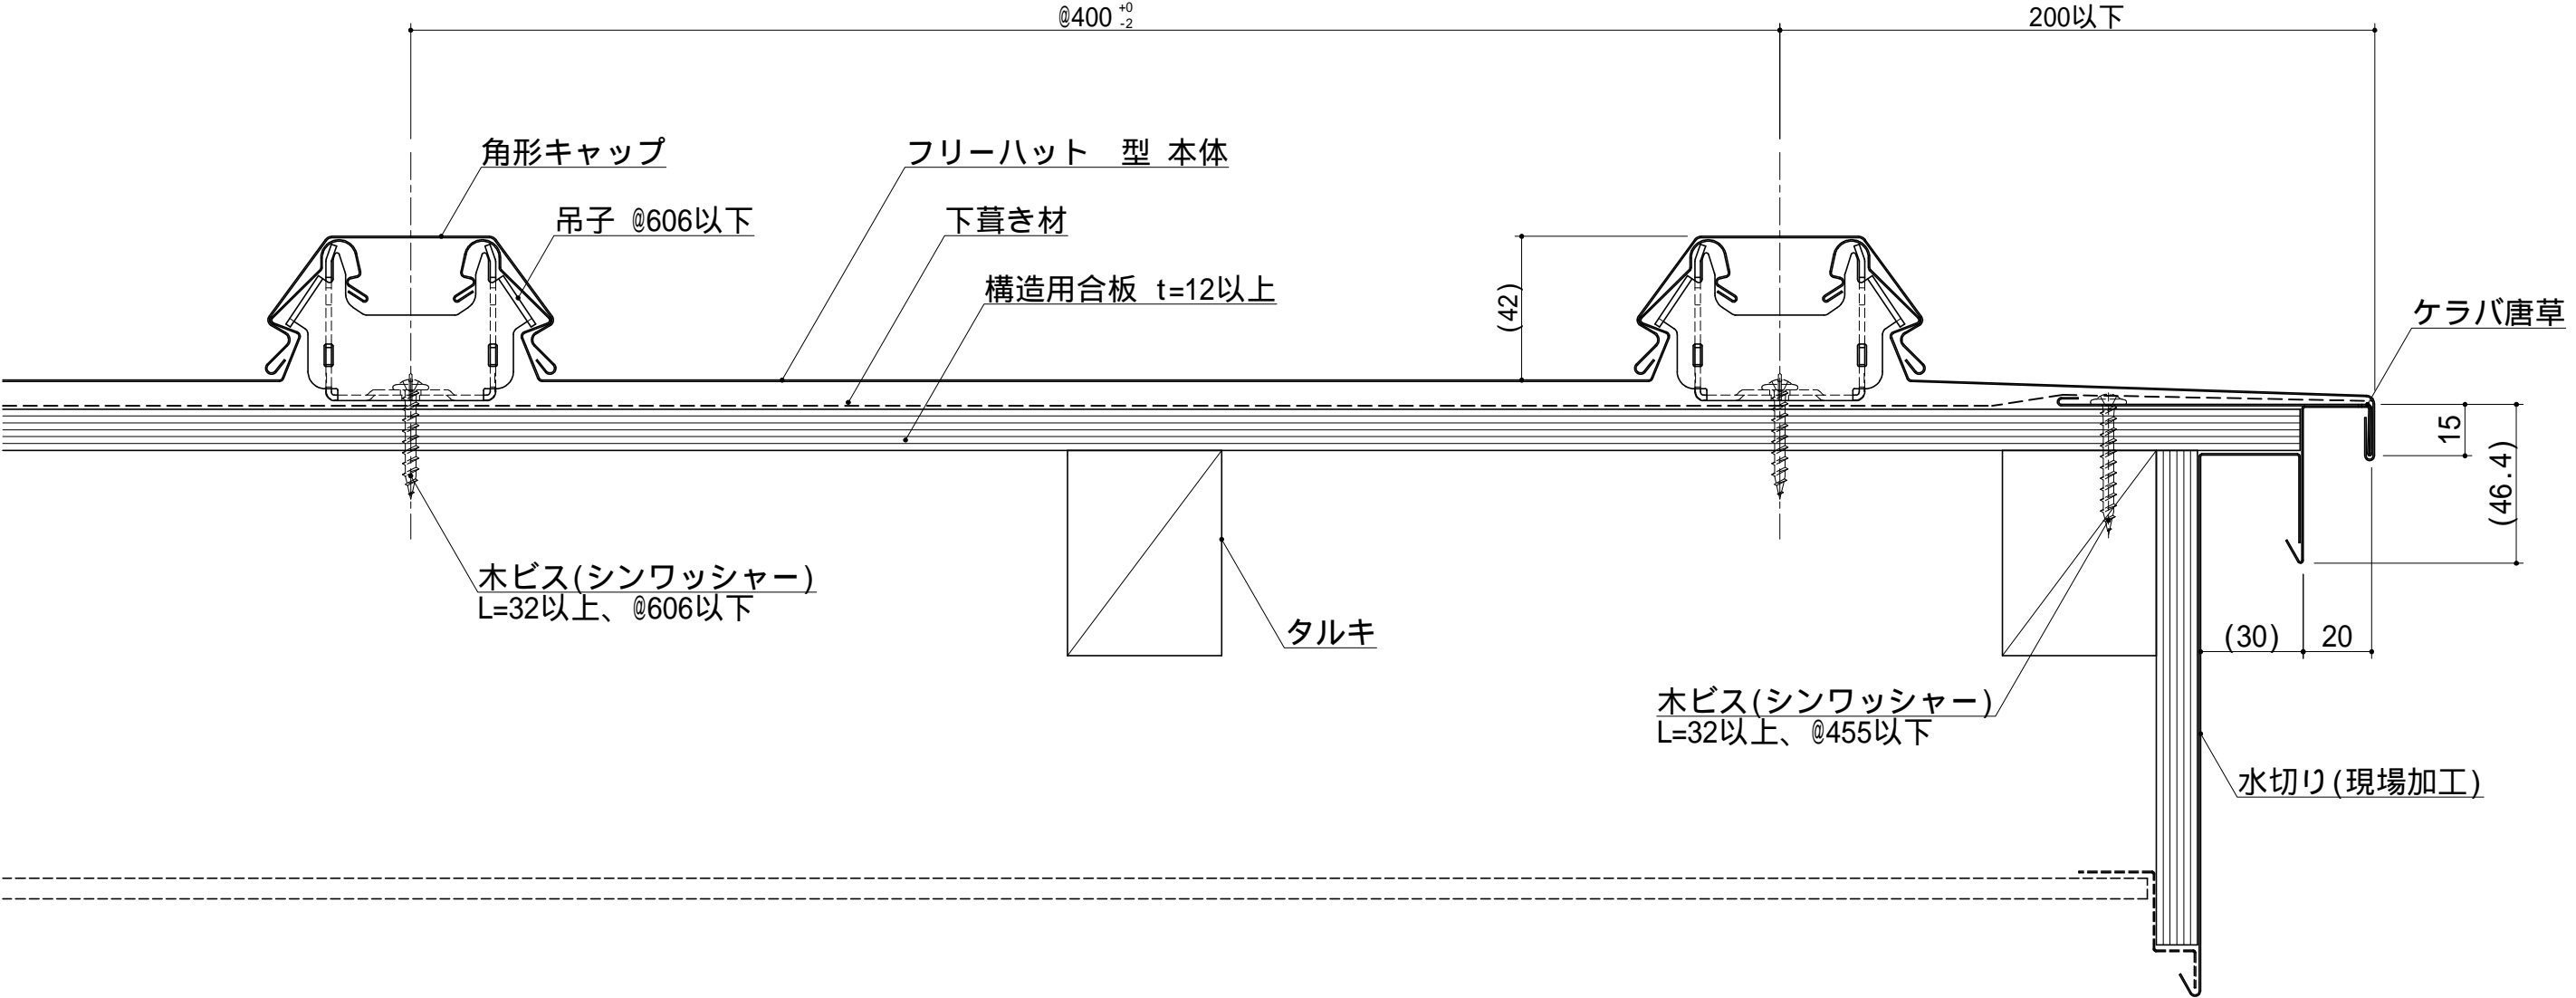 @400 +0 -2
200以下
角形キャップ
フリーハット　型 本体
吊子 @606以下
下葺き材
構造用合板 t=12以上
(42)
ケラバ唐草
15
(46.4)
木ビス(シンワッシャー)
L=32以上、@606以下
タルキ
(30)
20
木ビス(シンワッシャー)
L=32以上、@455以下
水切り(現場加工)